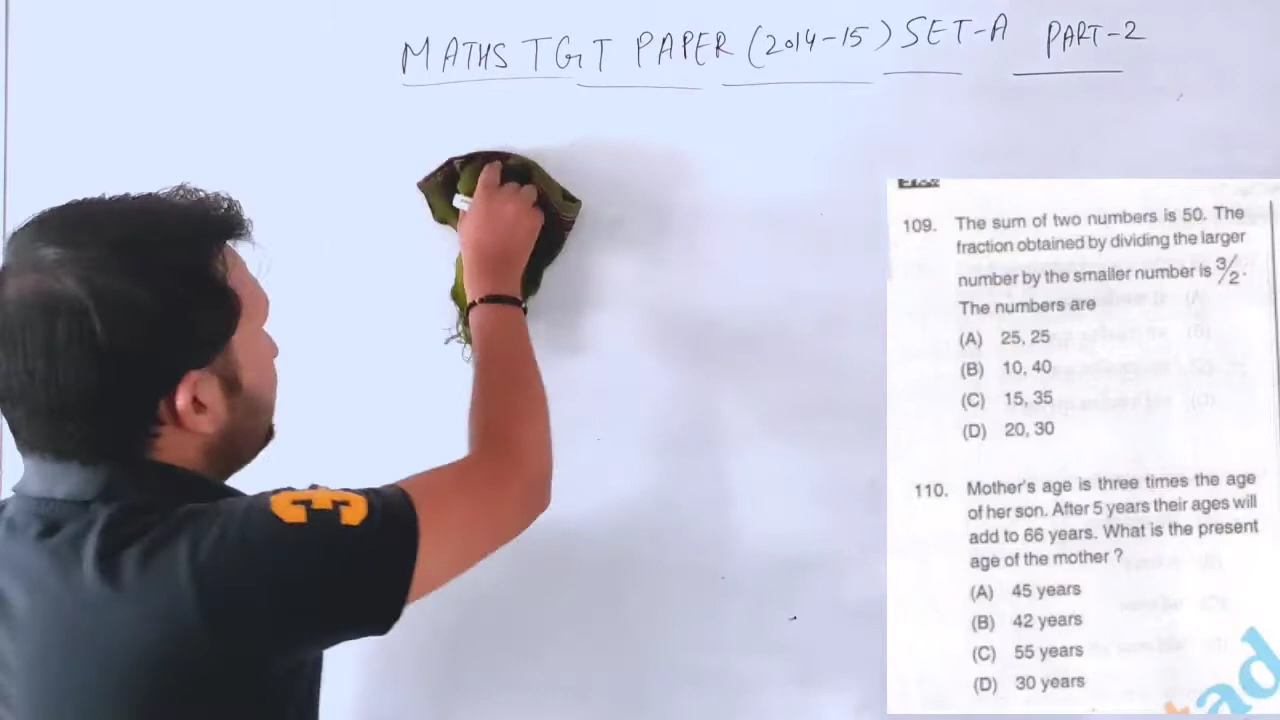 MATHS TGT PAPER (2014-15) SET-A PART-2
109. The sum of two numbers is 50. The
fraction obtained by dividing the larger
number by the smaller number is 3/2.
The numbers are
(A) 25, 25
(B) 10, 40
(C) 15, 35
(D) 20, 30
110. Mother's age is three times the age
of her son. After 5 years their ages will
add to 66 years. What is the present
age of the mother ?
(A) 45 years
(B) 42 years
(C) 55 years
(D) 30 years